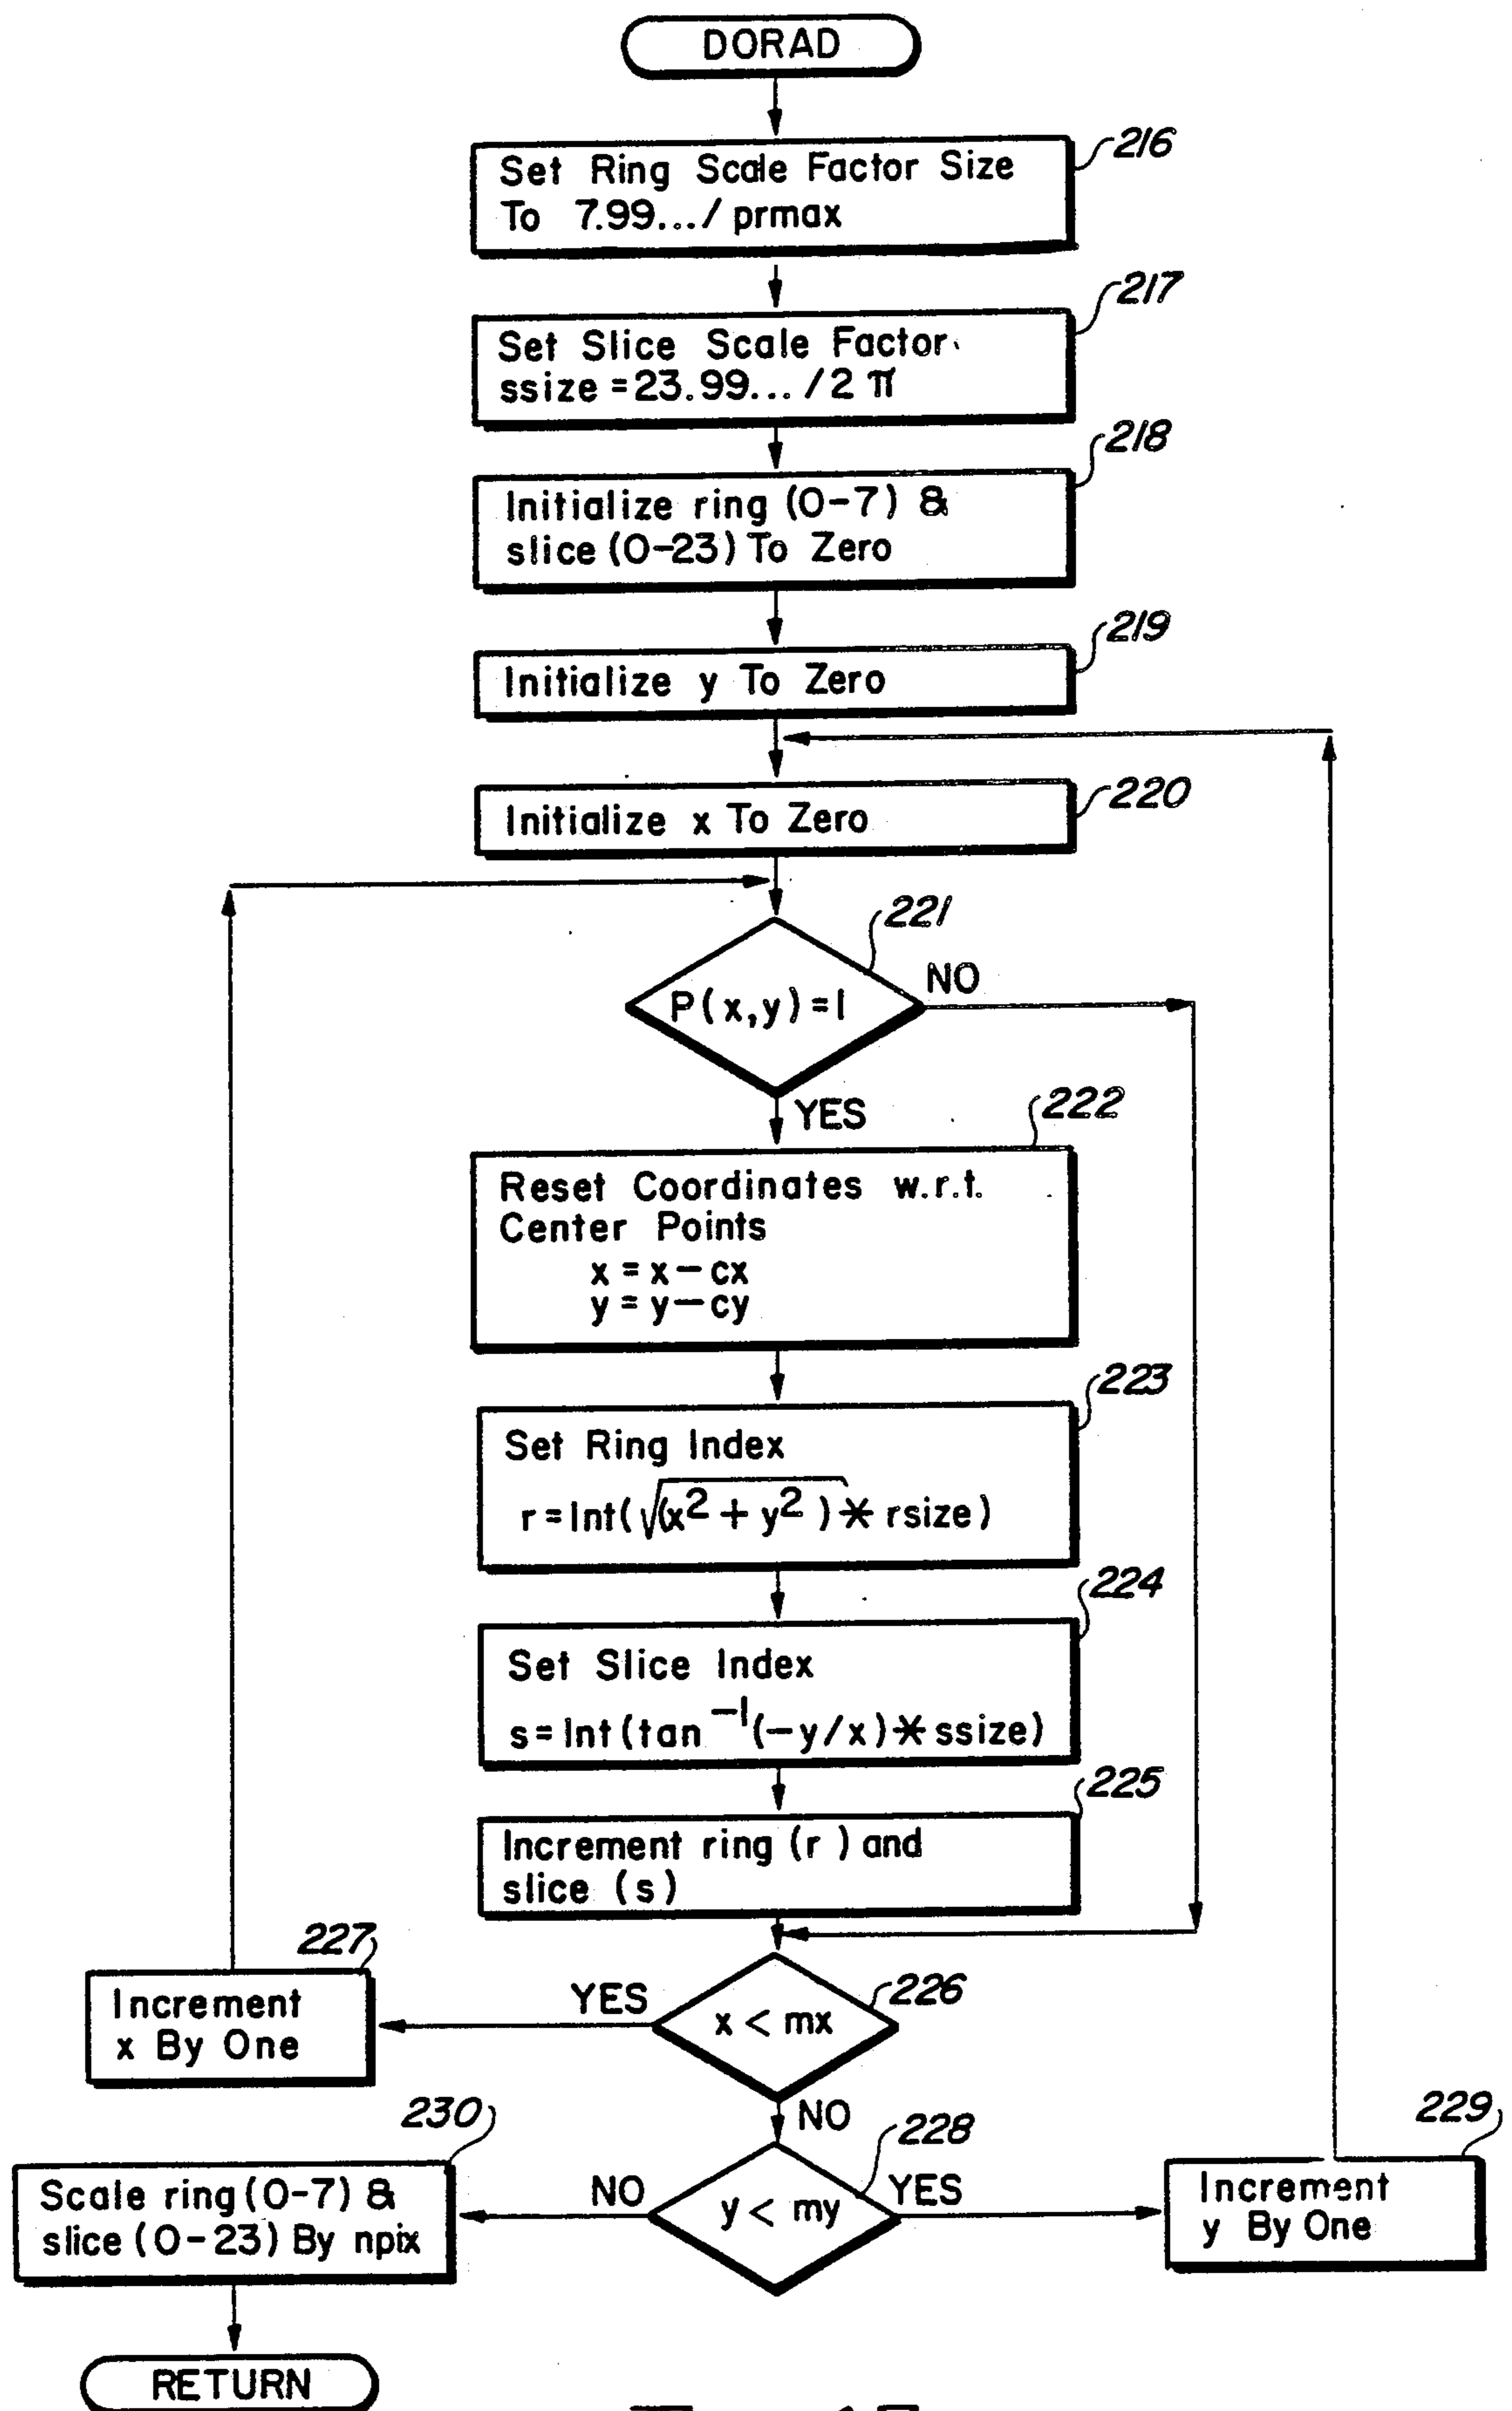 DORAD
216
Set Ring Scale Factor Size
To 7.99.../prmax
217
Set Slice Scale Factor
ssize = 23.99... /2 π
218
Initialize ring (0-7) &
slice (0-23) To Zero
219
Initialize y To Zero
220
Initialize x To Zero
221
P(x,y)=1
NO
YES
222
Reset Coordinates w.r.t.
Center Points
x = x - cx
y = y - cy
223
Set Ring Index
r = Int(√(x² + y²) * rsize)
224
Set Slice Index
s = Int(tan⁻¹(-y/x) * ssize)
225
Increment ring (r) and
slice (s)
226
x < mx
YES
227
Increment
x By One
NO
228
y < my
YES
229
Increment
y By One
NO
230
Scale ring (0-7) &
slice (0-23) By npix
RETURN